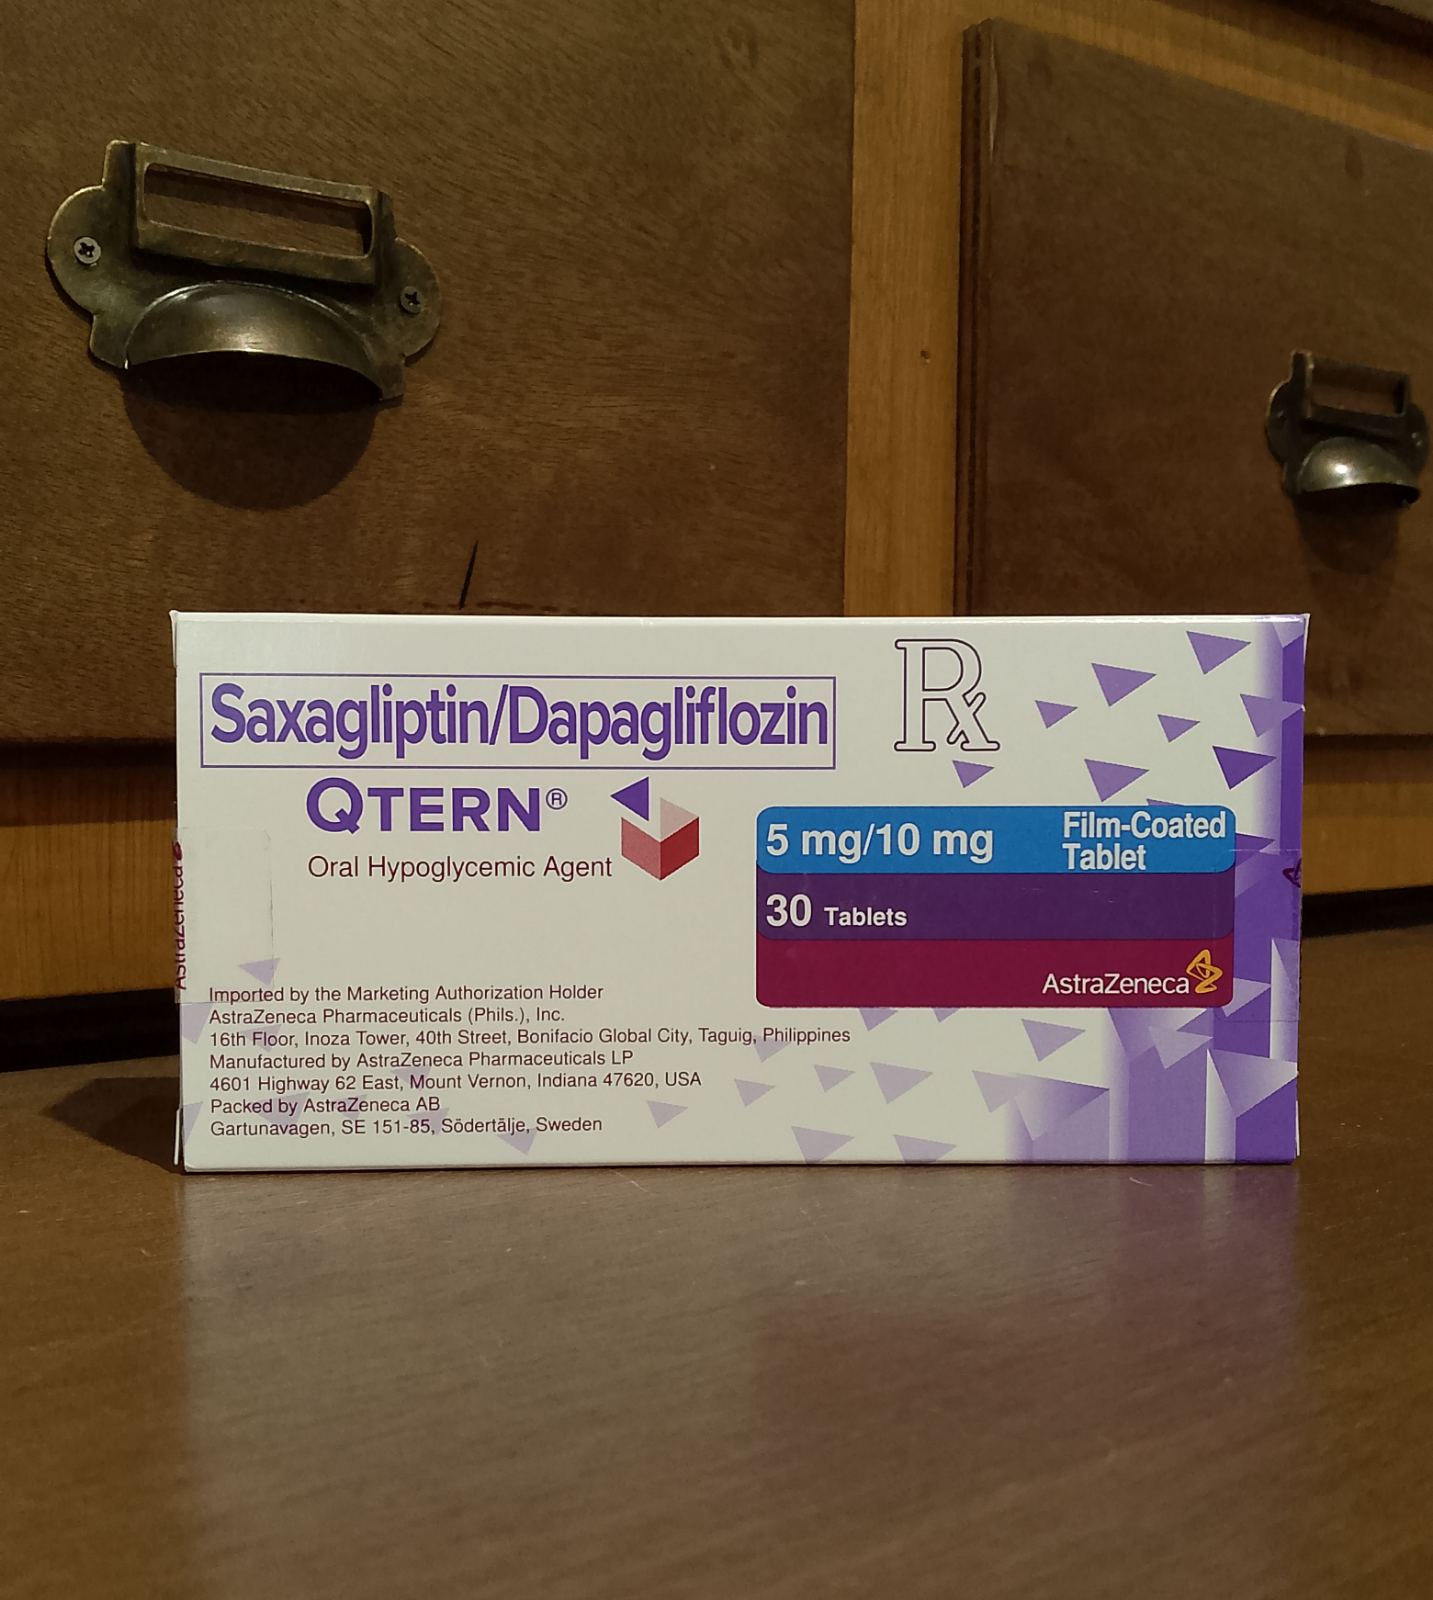 Saxagliptin/Dapagliflozin
Rx
QTERN®
Oral Hypoglycemic Agent
5 mg/10 mg
Film-Coated
Tablet
30 Tablets
AstraZeneca
AstraZeneca
Imported by the Marketing Authorization Holder
AstraZeneca Pharmaceuticals (Phils.), Inc.
16th Floor, Inoza Tower, 40th Street, Bonifacio Global City, Taguig, Philippines
Manufactured by AstraZeneca Pharmaceuticals LP
4601 Highway 62 East, Mount Vernon, Indiana 47620, USA
Packed by AstraZeneca AB
Gartunavagen, SE 151-85, Södertälje, Sweden